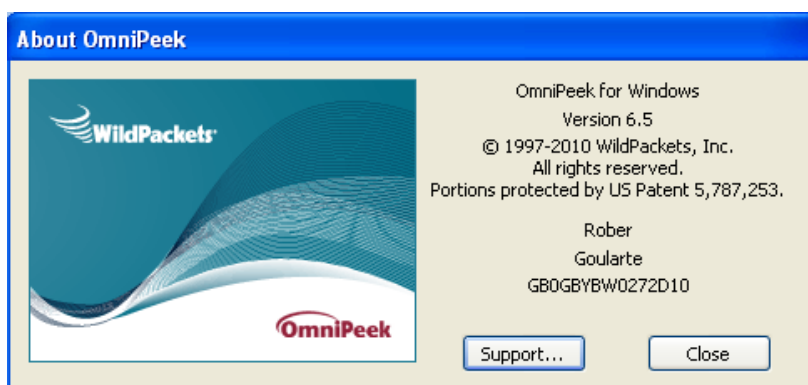 About OmniPeek
WildPackets
OmniPeek
OmniPeek for Windows
Version 6.5
© 1997-2010 WildPackets, Inc.
All rights reserved.
Portions protected by US Patent 5,787,253.
Rober
Goularte
GB0GBYBW0272D10
Support...
Close